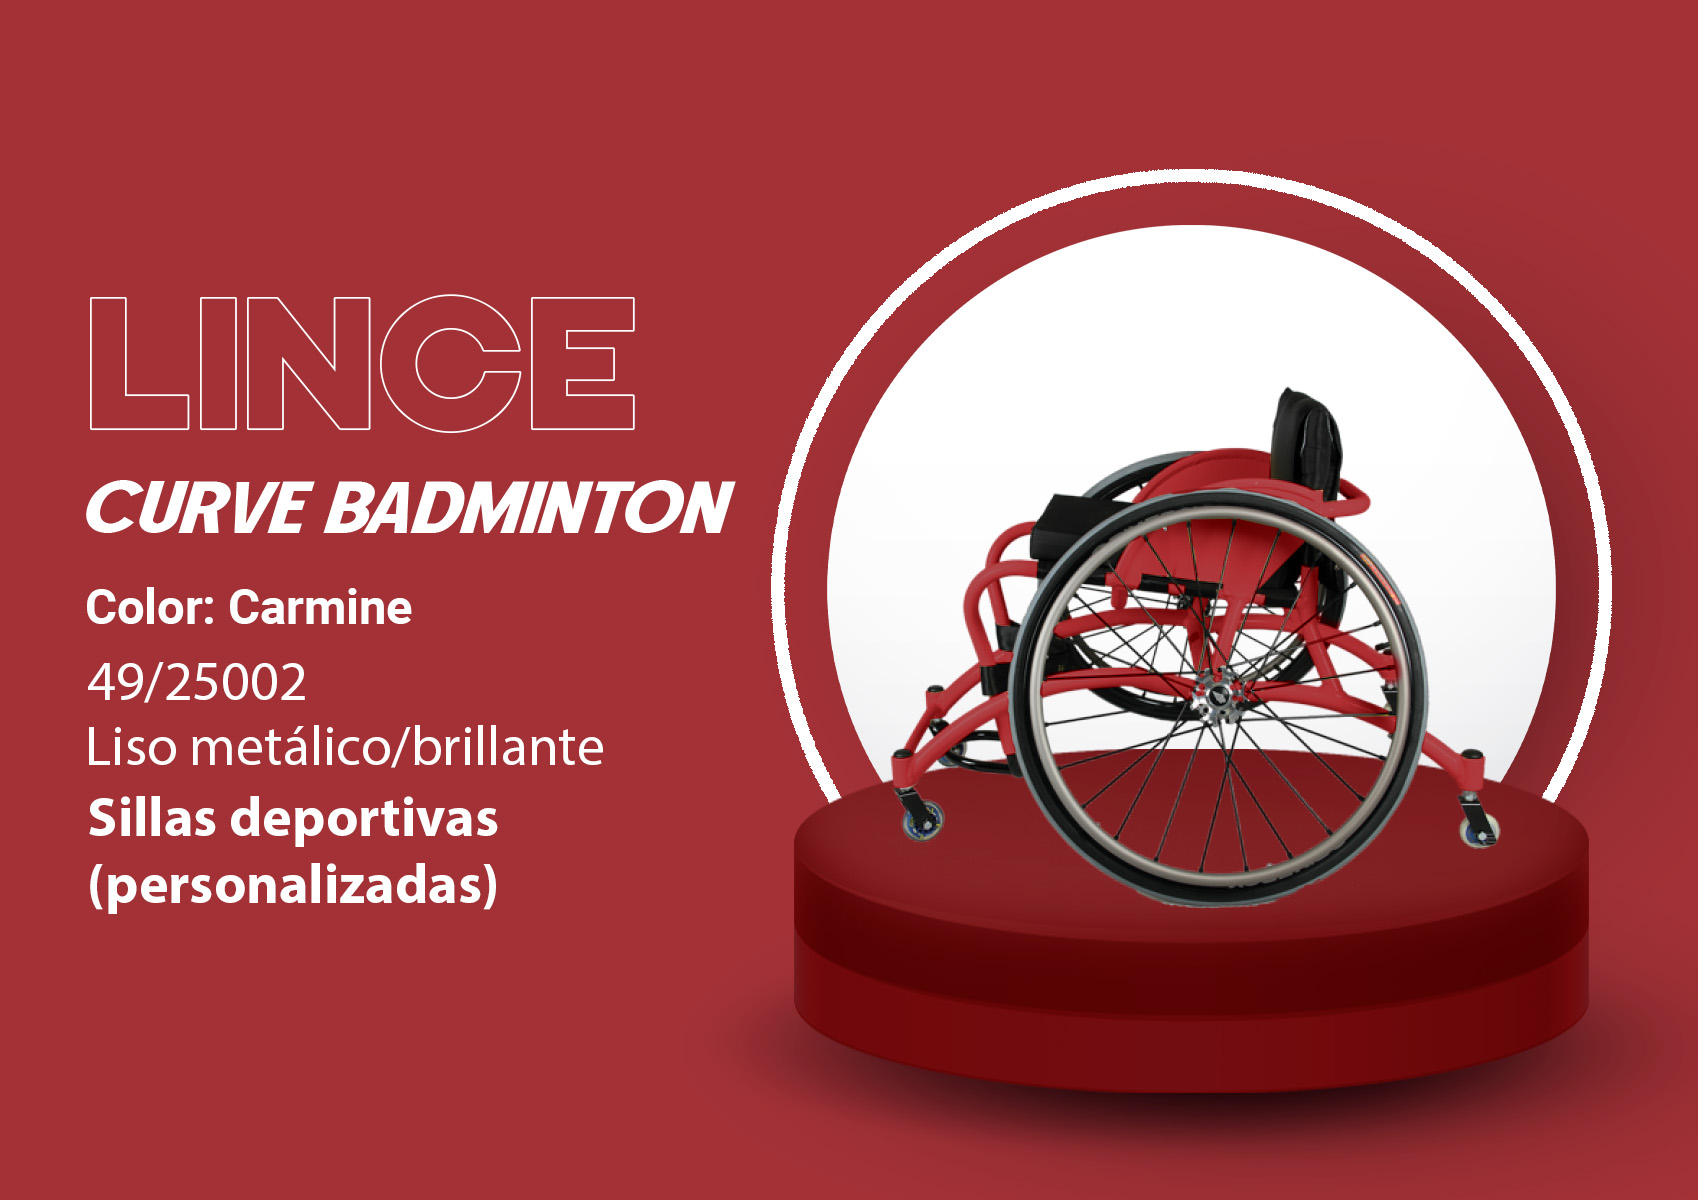 LINCE
CURVE BADMINTON
Color: Carmine
49/25002
Liso metálico/brillante
Sillas deportivas
(personalizadas)